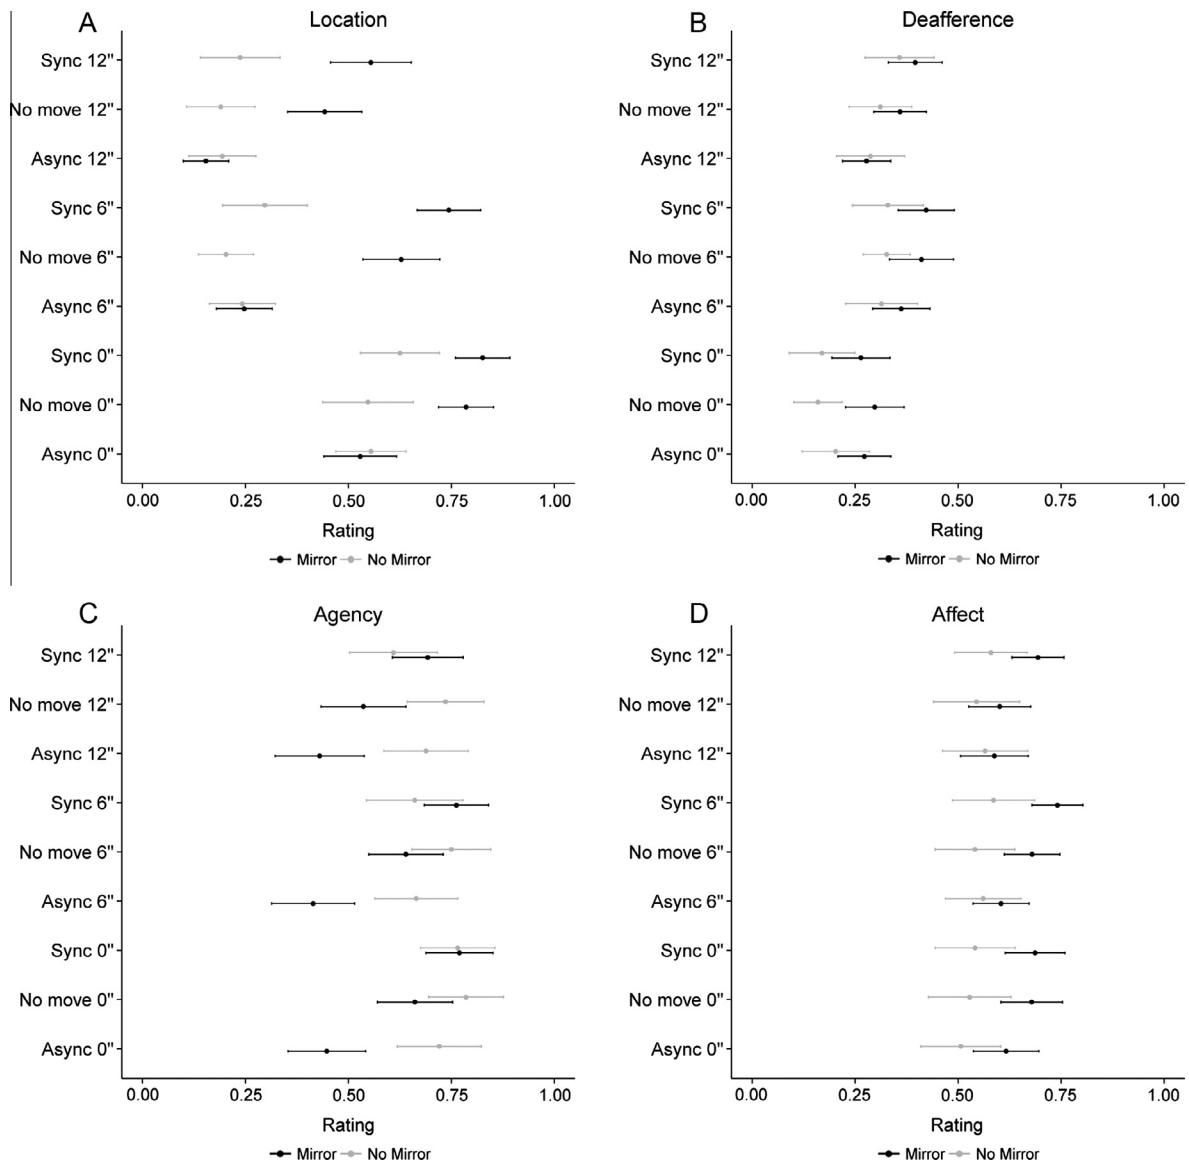 A Location
Sync 12"
No move 12"
Async 12"
Sync 6"
No move 6"
Async 6"
Sync 0"
No move 0"
Async 0"
0.00 0.25 0.50 0.75 1.00
Rating
Mirror No Mirror
B Deafference
Sync 12"
No move 12"
Async 12"
Sync 6"
No move 6"
Async 6"
Sync 0"
No move 0"
Async 0"
0.00 0.25 0.50 0.75 1.00
Rating
Mirror No Mirror
C Agency
Sync 12"
No move 12"
Async 12"
Sync 6"
No move 6"
Async 6"
Sync 0"
No move 0"
Async 0"
0.00 0.25 0.50 0.75 1.00
Rating
Mirror No Mirror
D Affect
Sync 12"
No move 12"
Async 12"
Sync 6"
No move 6"
Async 6"
Sync 0"
No move 0"
Async 0"
0.00 0.25 0.50 0.75 1.00
Rating
Mirror No Mirror